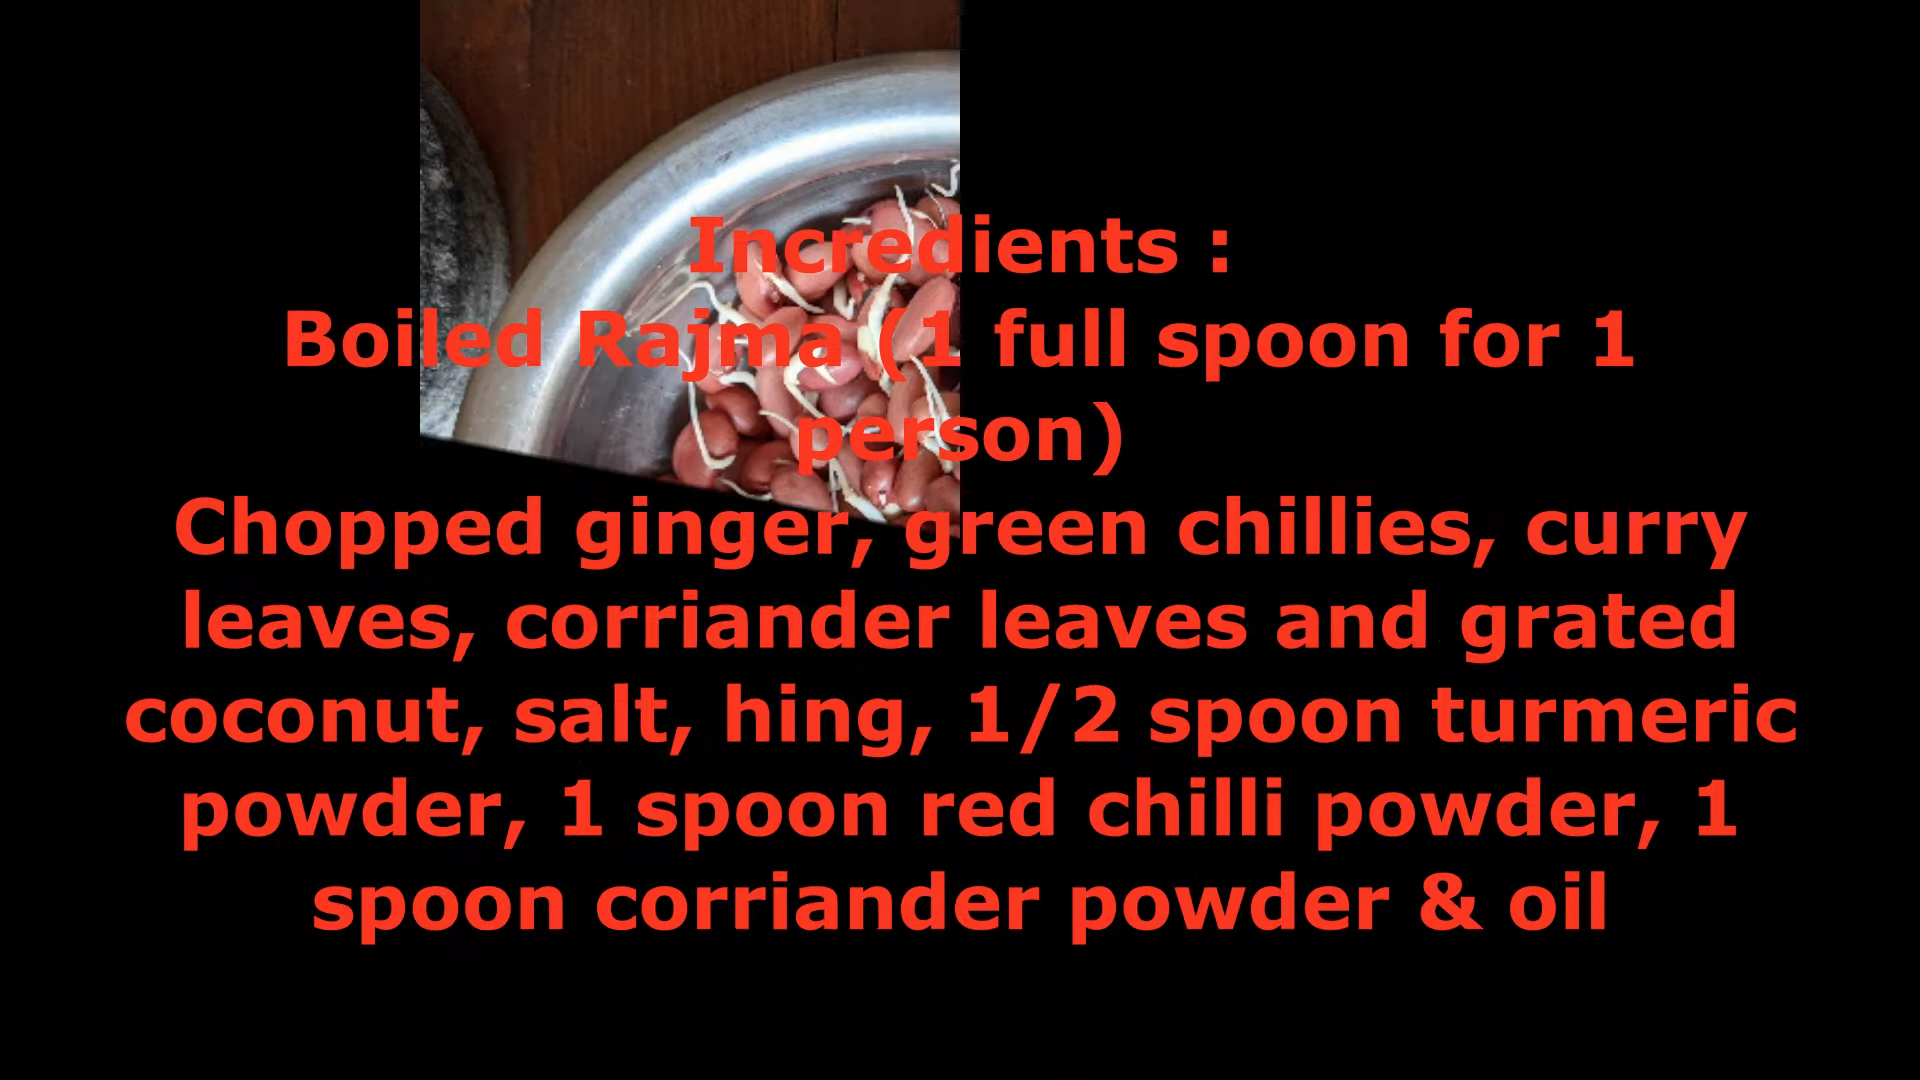 Incredients :
Boiled Rajma (1 full spoon for 1
person)
Chopped ginger, green chillies, curry
leaves, corriander leaves and grated
coconut, salt, hing, 1/2 spoon turmeric
powder, 1 spoon red chilli powder, 1
spoon corriander powder & oil